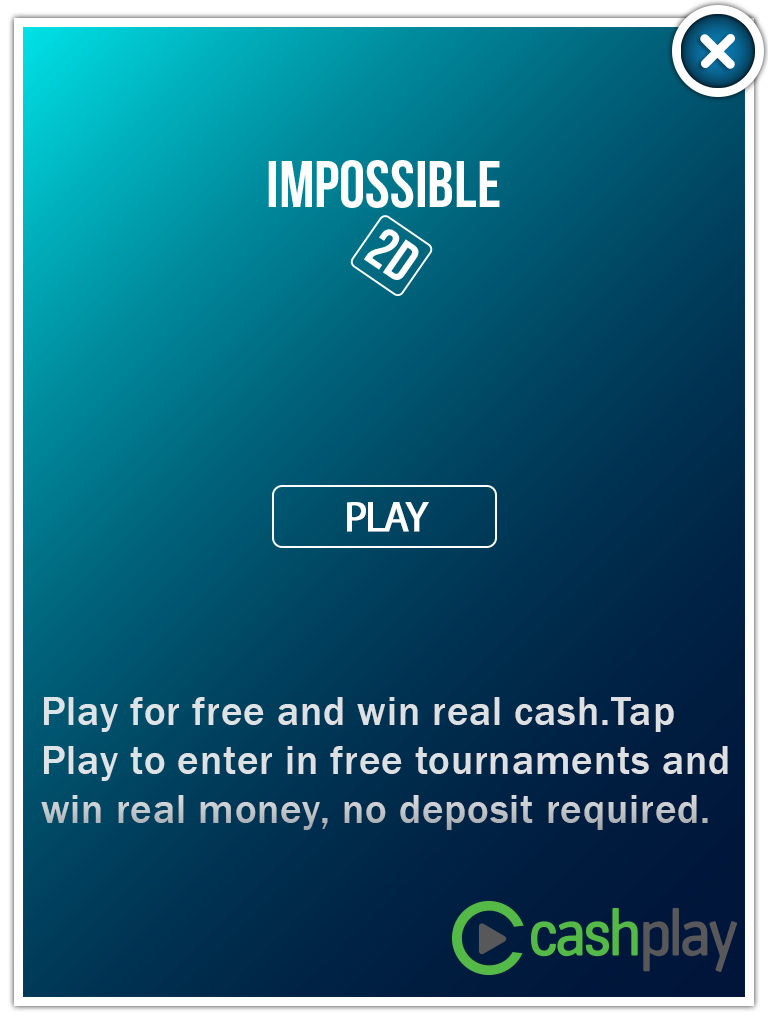 IMPOSSIBLE
2D
PLAY
Play for free and win real cash.Tap
Play to enter in free tournaments and
win real money, no deposit required.
cashplay